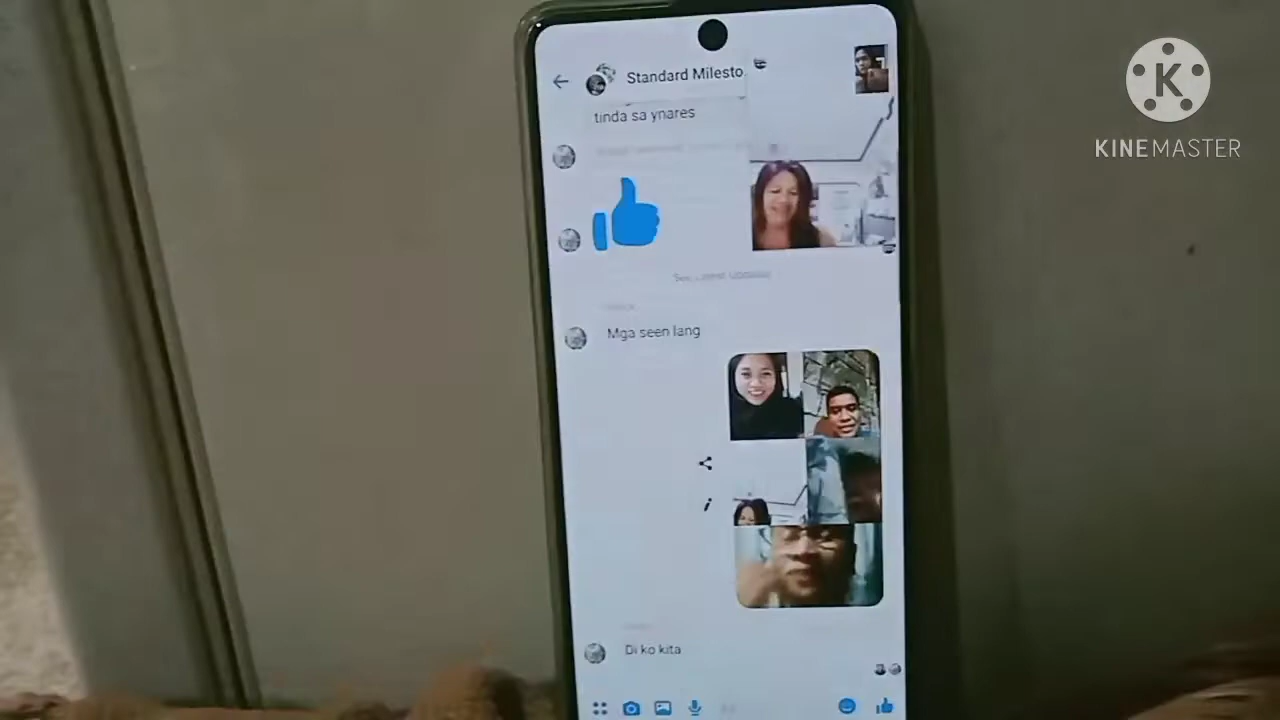 Standard Milesto
tinda sa ynares
Mga seen lang
Di ko kita
K
KINEMASTER